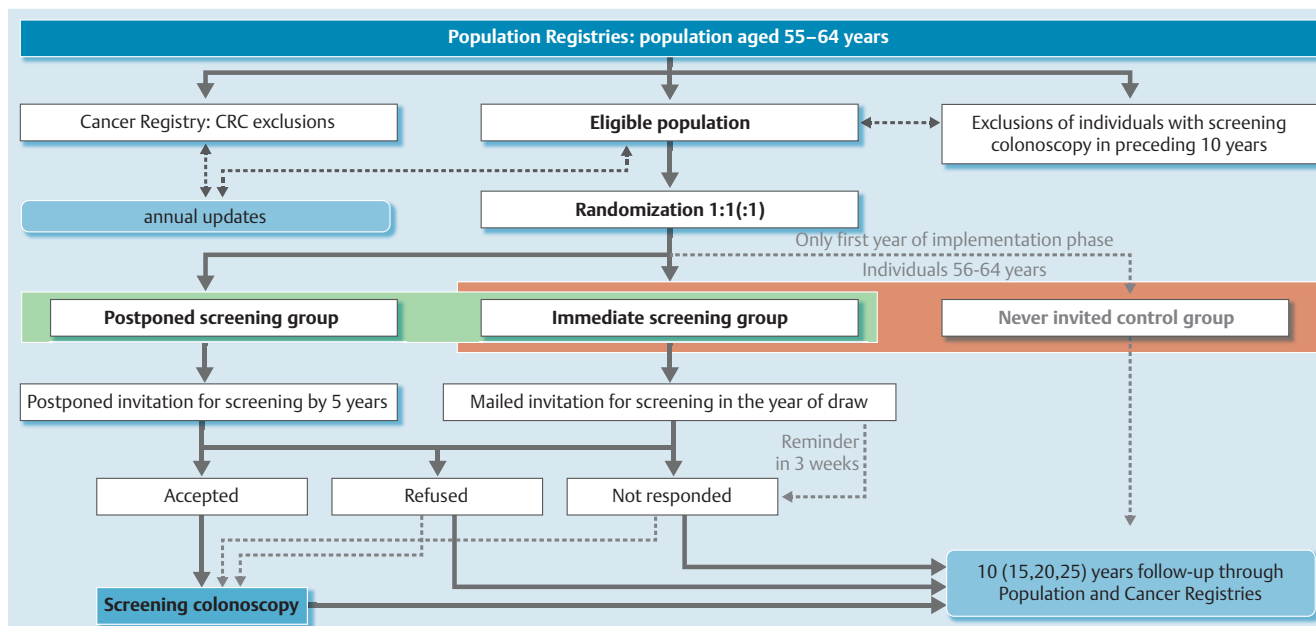 Population Registries: population aged 55–64 years
Cancer Registry: CRC exclusions
Eligible population
Exclusions of individuals with screening
colonoscopy in preceding 10 years
annual updates
Randomization 1:1(:1)
Only first year of implementation phase
Individuals 56-64 years
Postponed screening group
Immediate screening group
Never invited control group
Postponed invitation for screening by 5 years
Mailed invitation for screening in the year of draw
Reminder
in 3 weeks
Accepted
Refused
Not responded
Screening colonoscopy
10 (15,20,25) years follow-up through
Population and Cancer Registries